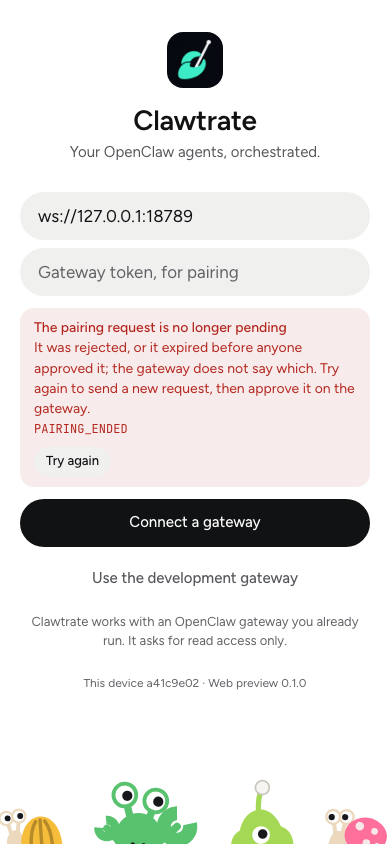 Clawtrate
Your OpenClaw agents, orchestrated.
ws://127.0.0.1:18789
Gateway token, for pairing
The pairing request is no longer pending
It was rejected, or it expired before anyone
approved it; the gateway does not say which. Try
again to send a new request, then approve it on the
gateway.
PAIRING_ENDED
Try again
Connect a gateway
Use the development gateway
Clawtrate works with an OpenClaw gateway you already
run. It asks for read access only.
This device a41c9e02 · Web preview 0.1.0